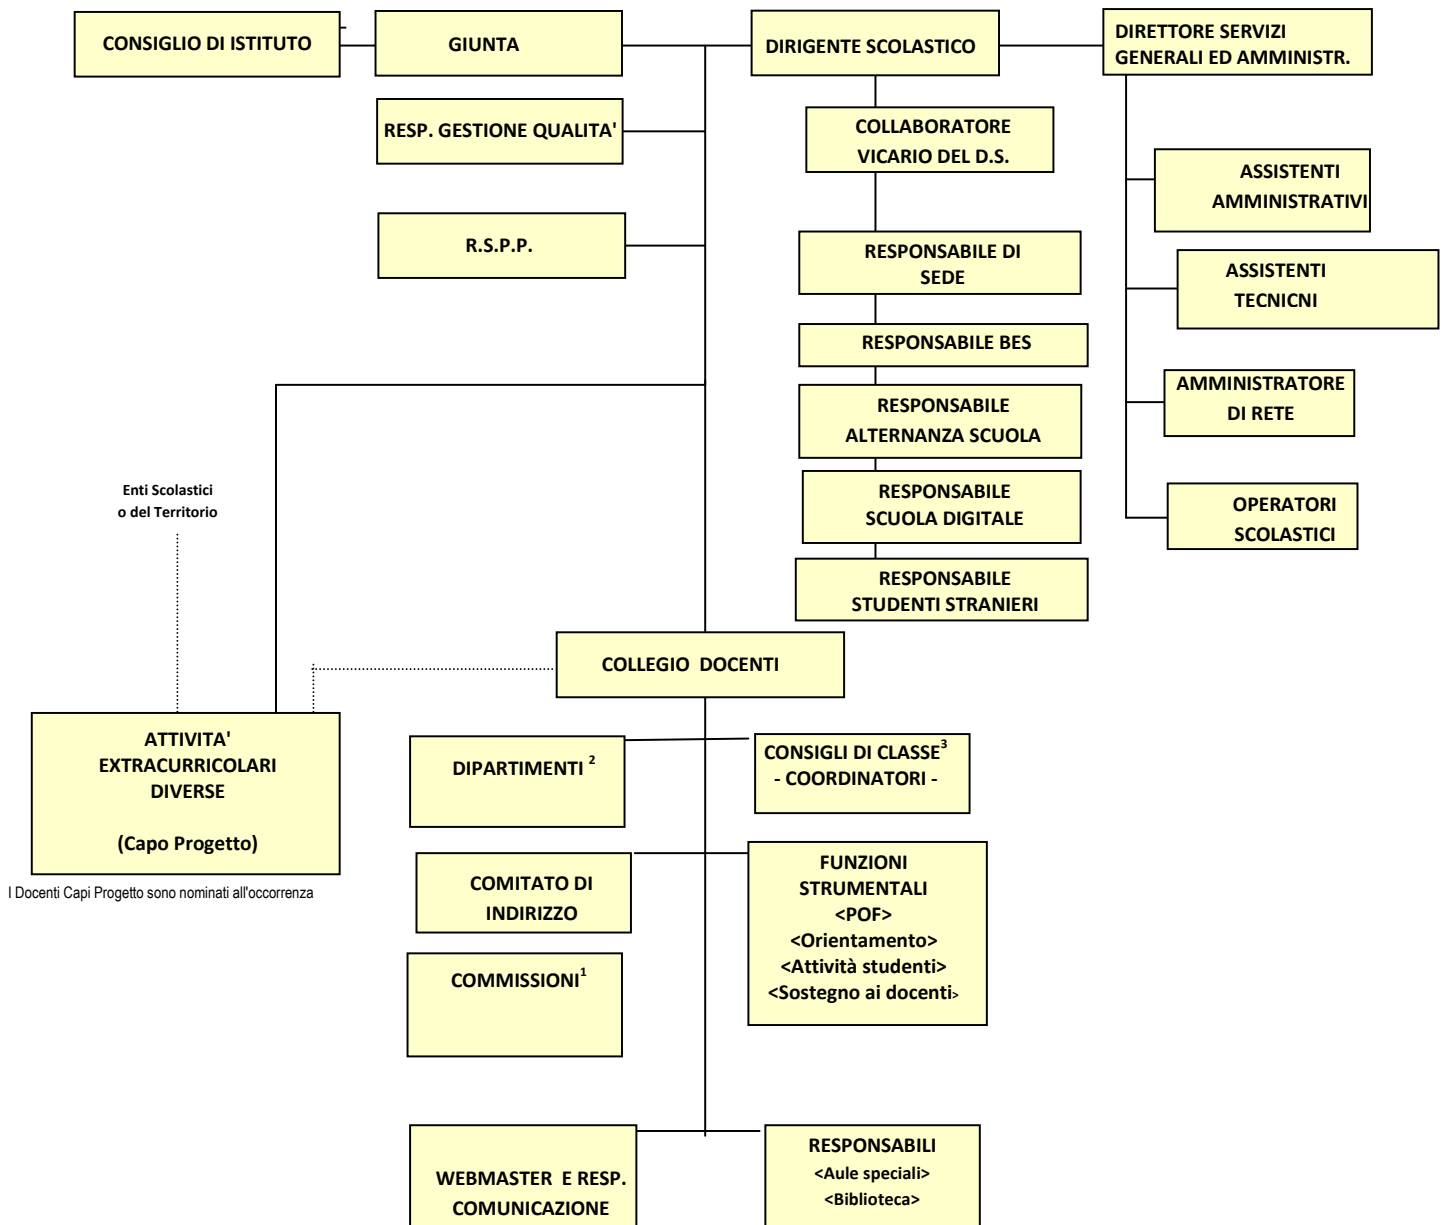 CONSIGLIO DI ISTITUTO
GIUNTA
DIRIGENTE SCOLASTICO
DIRETTORE SERVIZI
GENERALI ED AMMINISTR.
RESP. GESTIONE QUALITA'
COLLABORATORE
VICARIO DEL D.S.
ASSISTENTI
AMMINISTRATIVI
R.S.P.P.
RESPONSABILE DI
SEDE
ASSISTENTI
TECNICNI
RESPONSABILE BES
AMMINISTRATORE
DI RETE
RESPONSABILE
ALTERNANZA SCUOLA
Enti Scolastici
o del Territorio
RESPONSABILE
SCUOLA DIGITALE
OPERATORI
SCOLASTICI
RESPONSABILE
STUDENTI STRANIERI
COLLEGIO DOCENTI
ATTIVITA'
EXTRACURRICOLARI
DIVERSE
(Capo Progetto)
I Docenti Capi Progetto sono nominati all'occorrenza
DIPARTIMENTI ²
CONSIGLI DI CLASSE³
- COORDINATORI -
COMITATO DI
INDIRIZZO
FUNZIONI
STRUMENTALI
<POF>
<Orientamento>
<Attività studenti>
<Sostegno ai docenti>
COMMISSIONI¹
WEBMASTER E RESP.
COMUNICAZIONE
RESPONSABILI
<Aule speciali>
<Biblioteca>